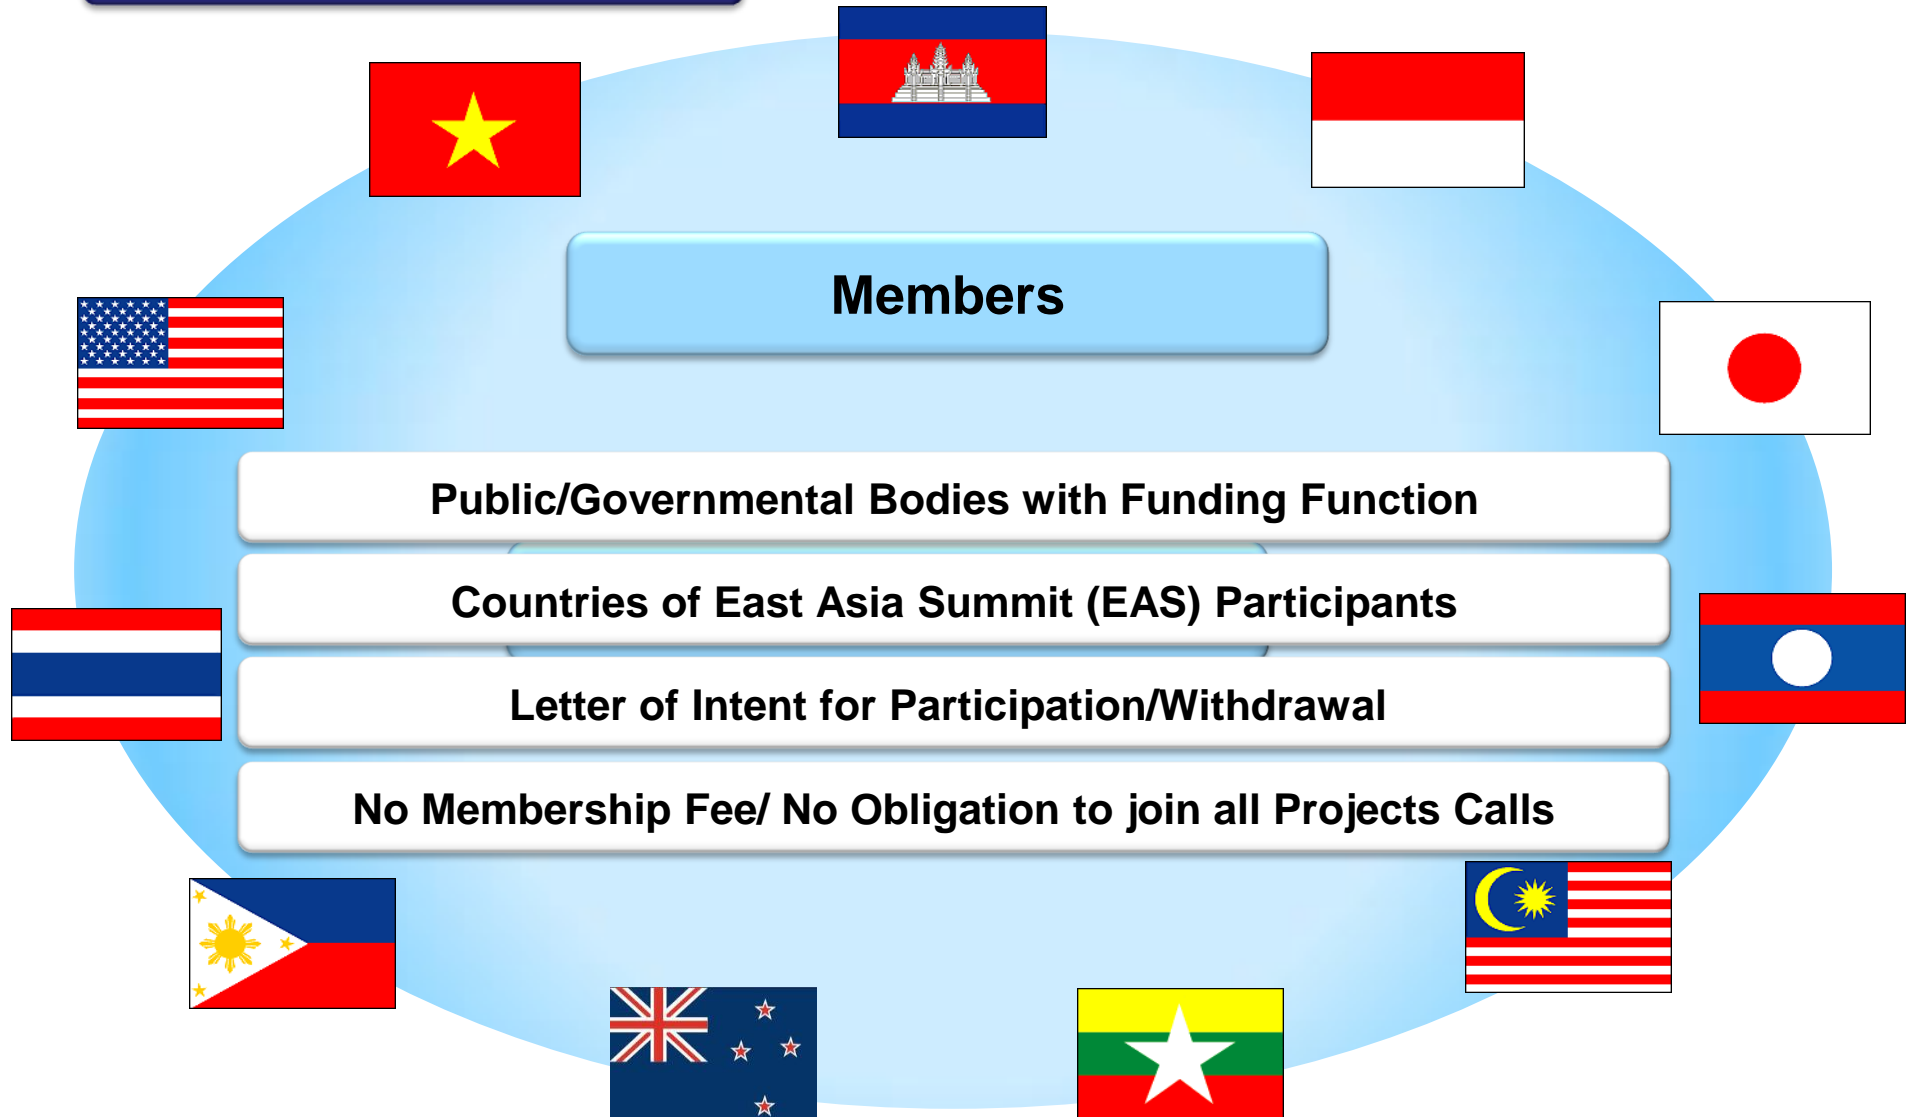 Members
Public/Governmental Bodies with Funding Function
Countries of East Asia Summit (EAS) Participants
Letter of Intent for Participation/Withdrawal
No Membership Fee/ No Obligation to join all Projects Calls